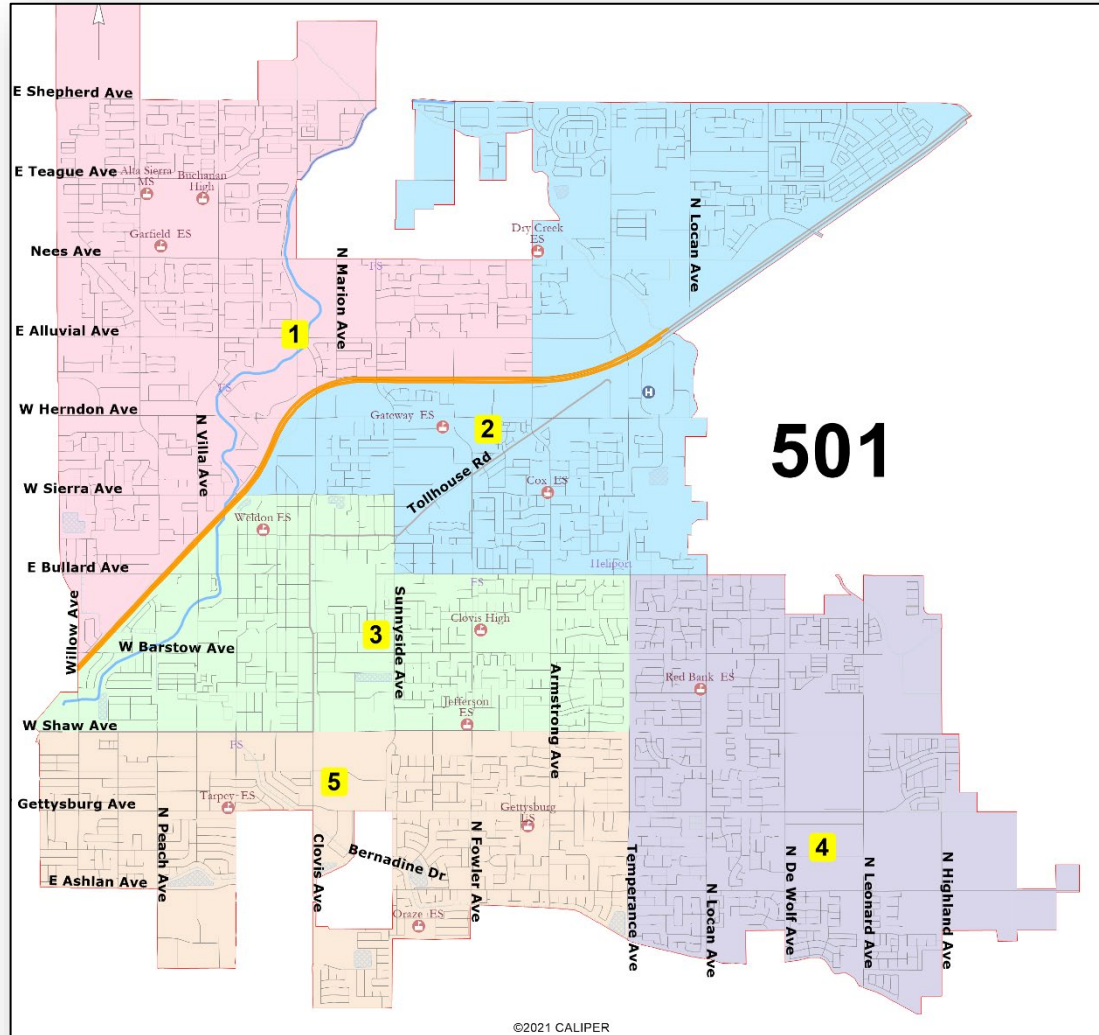 E Shepherd Ave
E Teague Ave
Alta Sierra
MS
Buchanan
High
N Locan Ave
Garfield ES
Dry Creek
ES
Nees Ave
N Marion Ave
FS
E Alluvial Ave
1
FS
W Herndon Ave
N Villa Ave
H
Gateway ES
2
501
Tollhouse Rd
W Sierra Ave
Cox ES
Weldon ES
E Bullard Ave
Heliport
FS
Willow Ave
Sunnyside Ave
Clovis High
3
W Barstow Ave
Armstrong Ave
Red Bank ES
Jefferson
ES
W Shaw Ave
FS
5
Gettysburg Ave
Tarpey ES
N Peach Ave
Clovis Ave
Bernadine Dr
N Fowler Ave
Gettysburg
ES
Temperance Ave
4
N Locan Ave
N De Wolf Ave
N Leonard Ave
N Highland Ave
E Ashlan Ave
Oraze ES
©2021 CALIPER